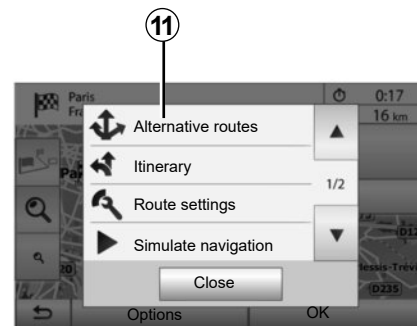 11
Paris
Fra
0:17
16 km
Alternative routes
Itinerary
1/2
Route settings
Simulate navigation
Close
D235
Options
OK